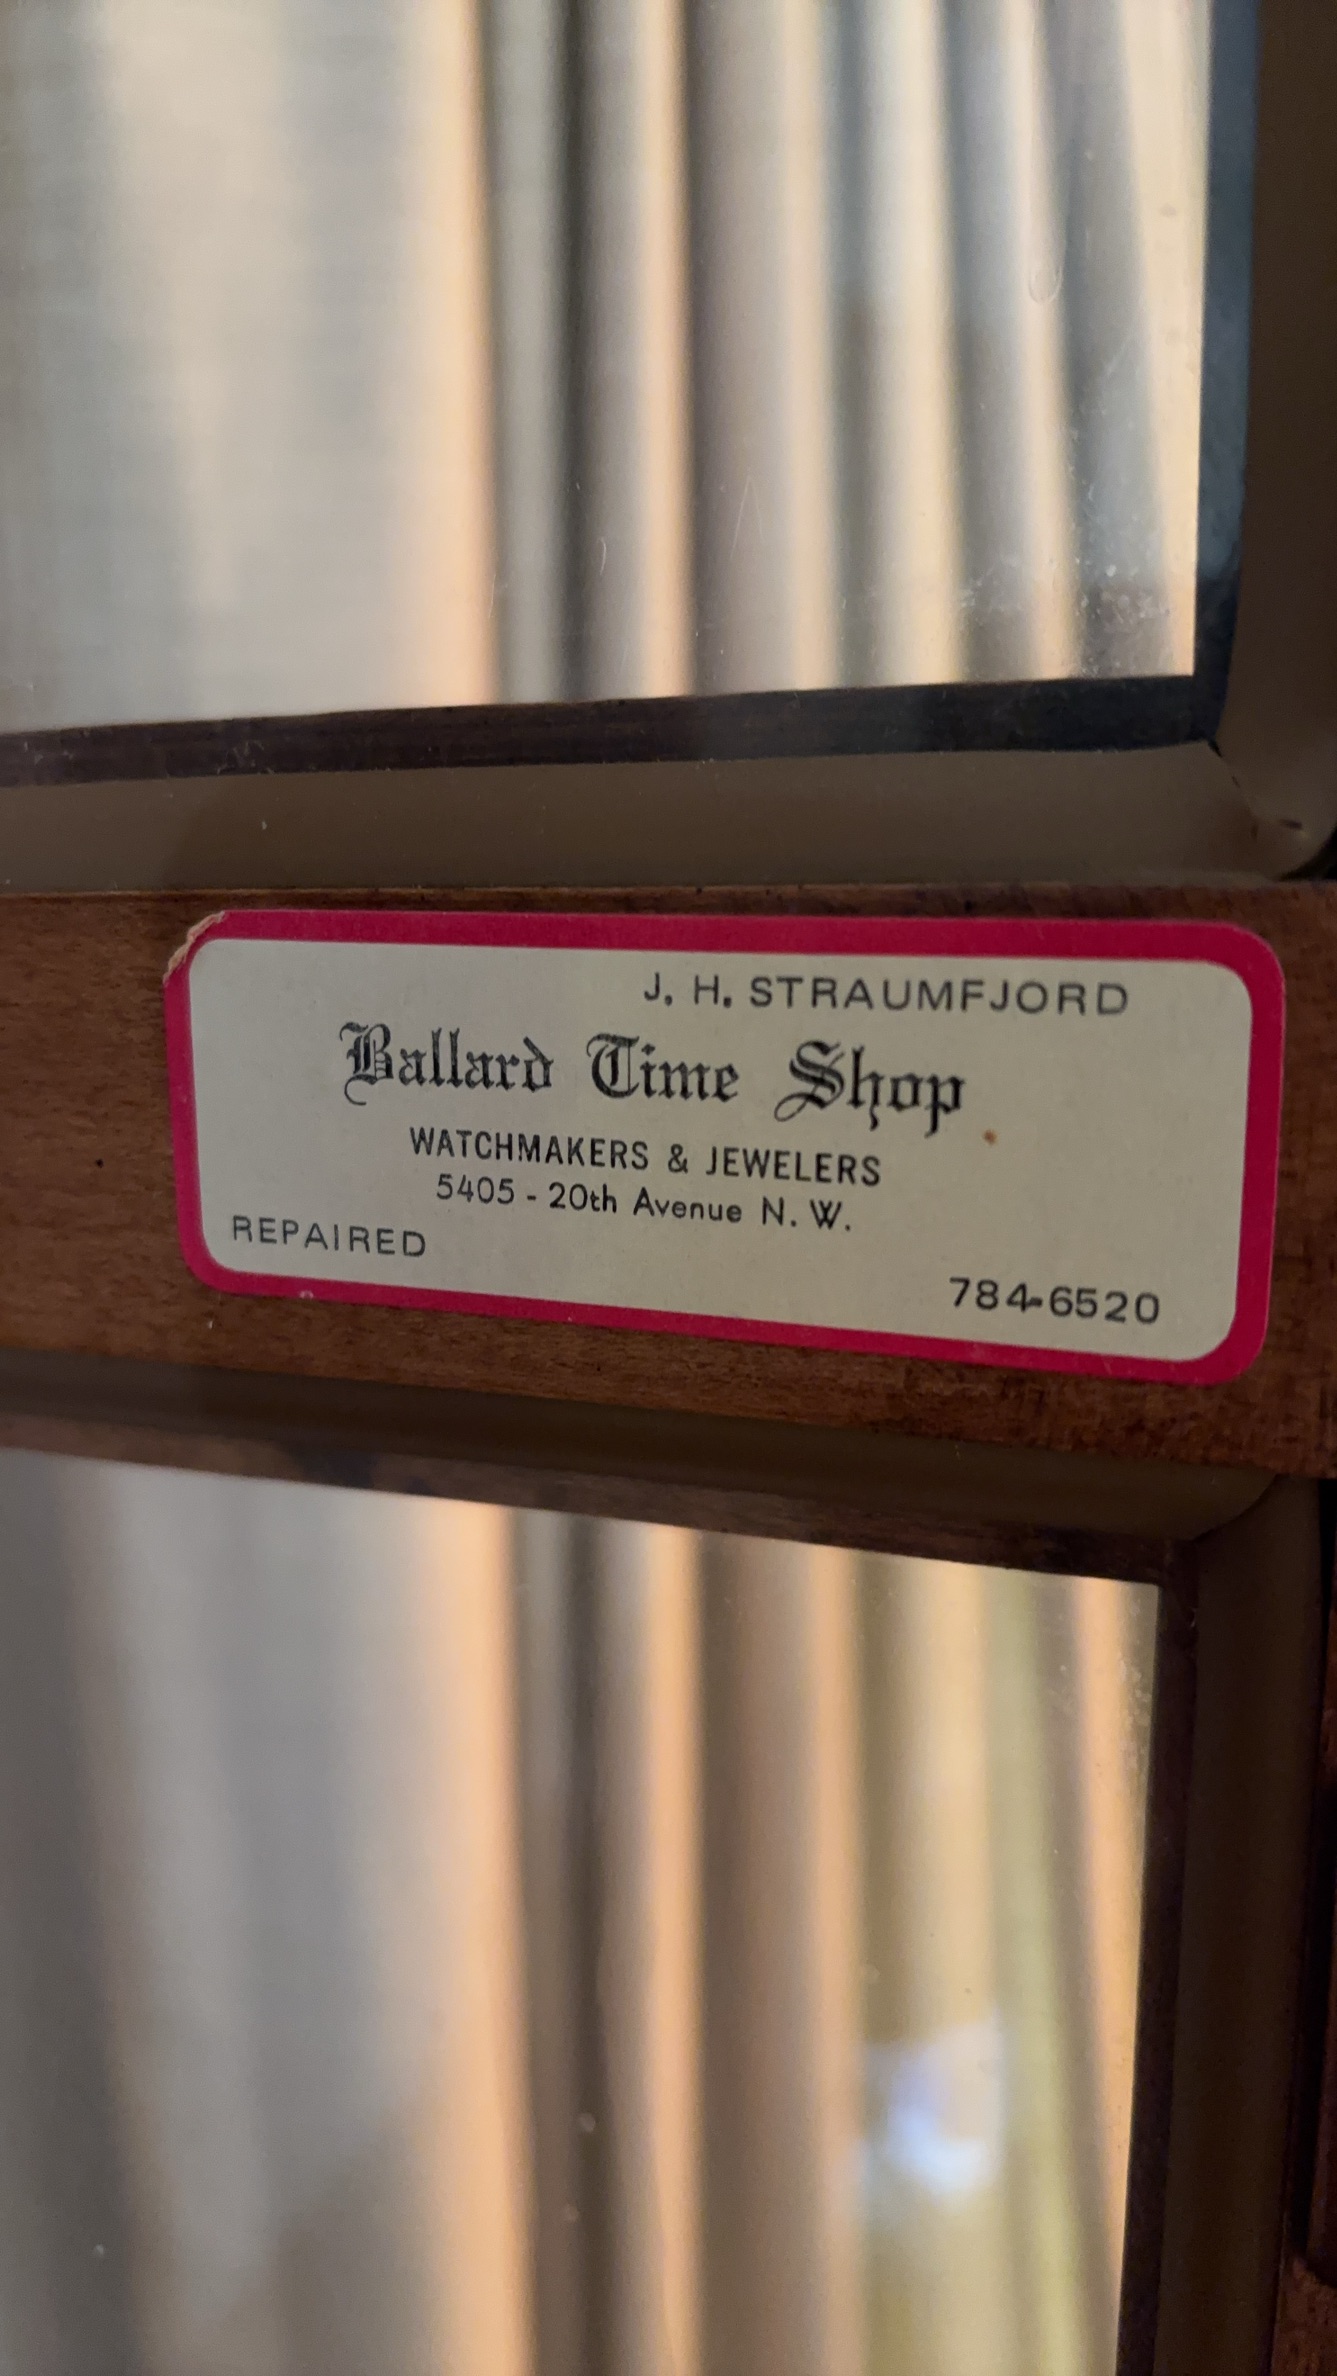 J. H. STRAUMFJORD
Ballard Time Shop
WATCHMAKERS & JEWELERS
5405 - 20th Avenue N. W.
REPAIRED
784-6520